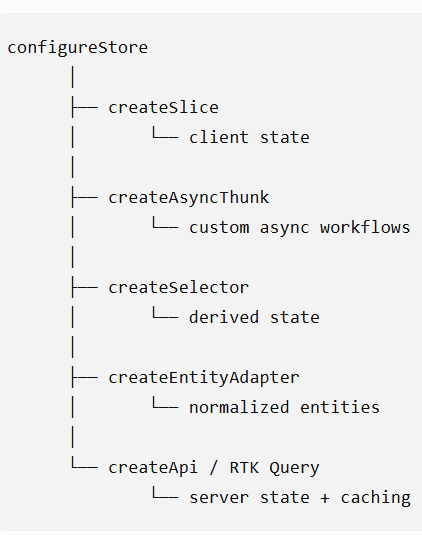 configureStore
│
├── createSlice
│ └── client state
│
├── createAsyncThunk
│ └── custom async workflows
│
├── createSelector
│ └── derived state
│
├── createEntityAdapter
│ └── normalized entities
│
└── createApi / RTK Query
└── server state + caching